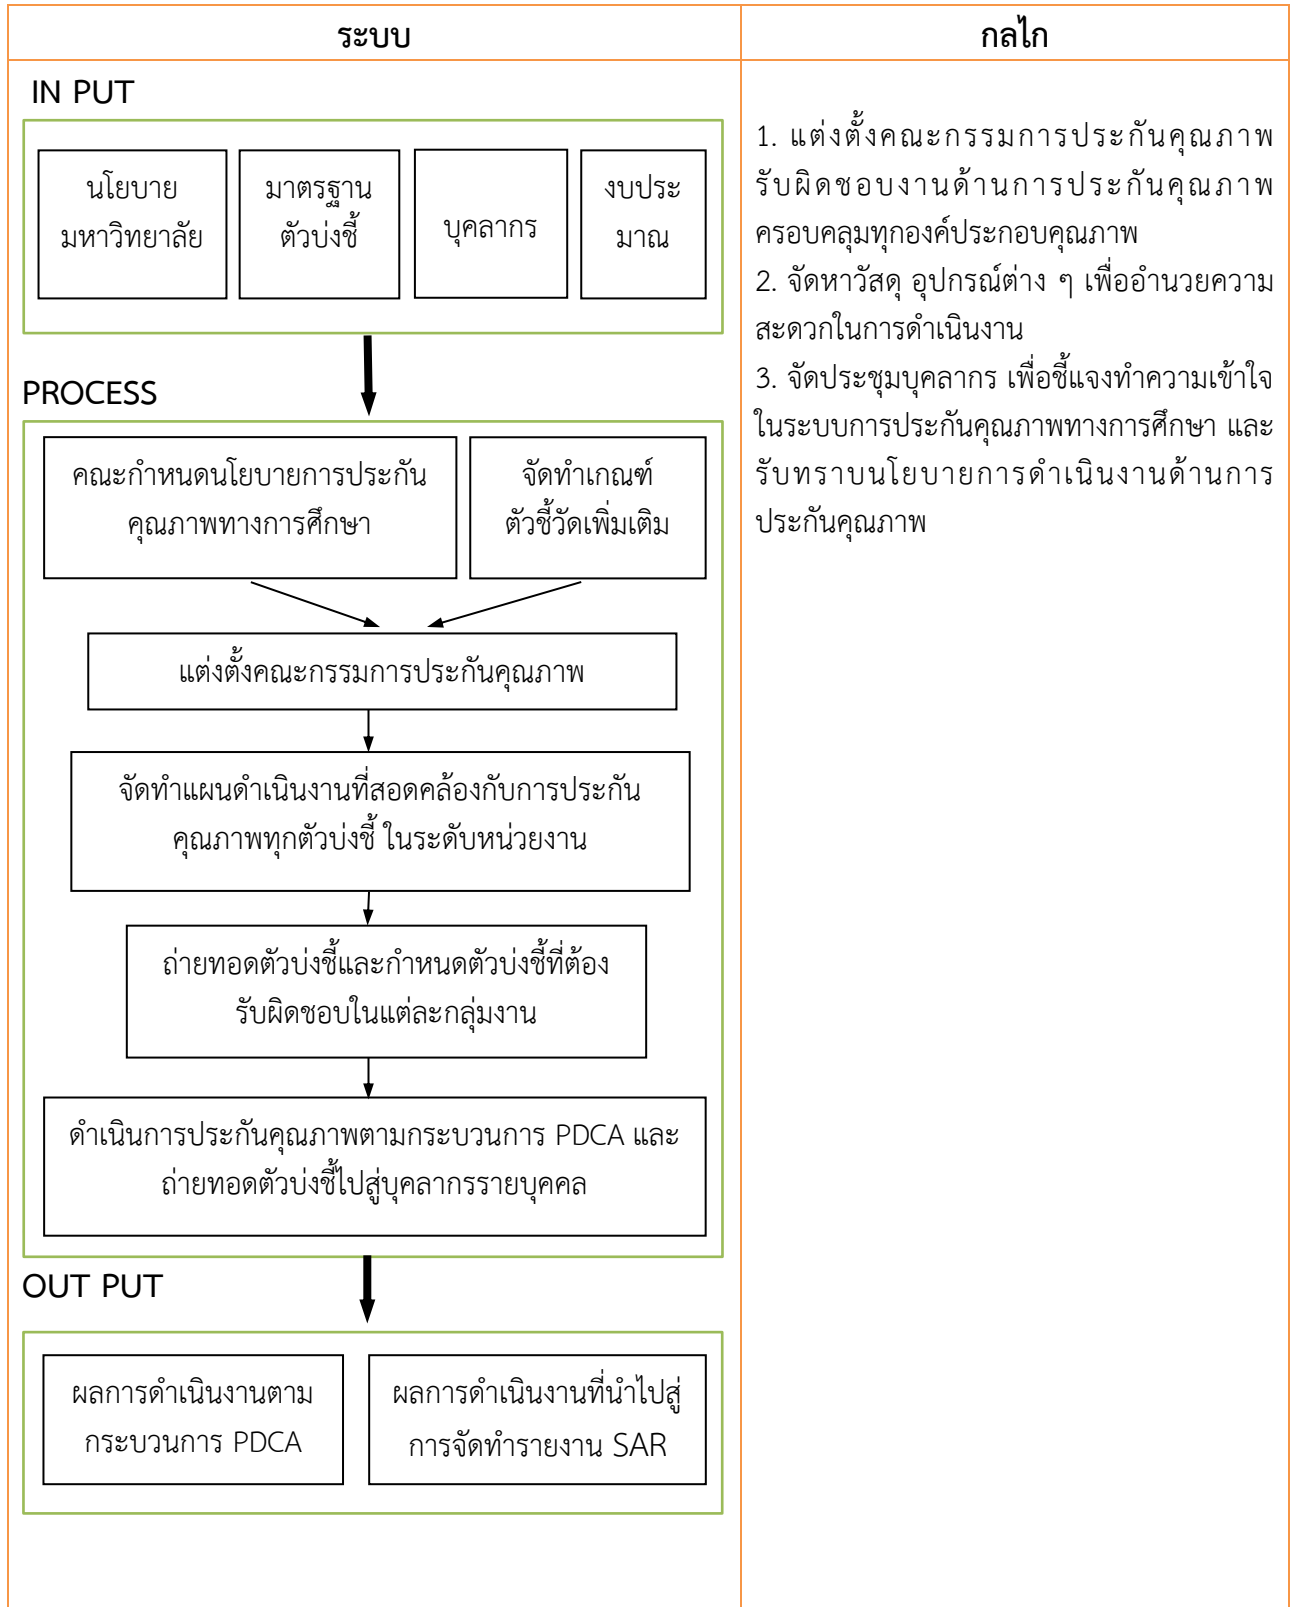 ระบบ
กลไก
IN PUT
นโยบาย
มหาวิทยาลัย
มาตรฐาน
ตัวบ่งชี้
บุคลากร
งบประ
มาณ
PROCESS
คณะกำหนดนโยบายการประกัน
คุณภาพทางการศึกษา
จัดทำเกณฑ์
ตัวชี้วัดเพิ่มเติม
แต่งตั้งคณะกรรมการประกันคุณภาพ
จัดทำแผนดำเนินงานที่สอดคล้องกับการประกัน
คุณภาพทุกตัวบ่งชี้ ในระดับหน่วยงาน
ถ่ายทอดตัวบ่งชี้และกำหนดตัวบ่งชี้ที่ต้อง
รับผิดชอบในแต่ละกลุ่มงาน
ดำเนินการประกันคุณภาพตามกระบวนการ PDCA และ
ถ่ายทอดตัวบ่งชี้ไปสู่บุคลากรรายบุคคล
OUT PUT
ผลการดำเนินงานตาม
กระบวนการ PDCA
ผลการดำเนินงานที่นำไปสู่
การจัดทำรายงาน SAR
1. แต่งตั้งคณะกรรมการประกันคุณภาพ
รับผิดชอบงานด้านการประกันคุณภาพ
ครอบคลุมทุกองค์ประกอบคุณภาพ
2. จัดหาวัสดุ อุปกรณ์ต่าง ๆ เพื่ออำนวยความ
สะดวกในการดำเนินงาน
3. จัดประชุมบุคลากร เพื่อชี้แจงทำความเข้าใจ
ในระบบการประกันคุณภาพทางการศึกษา และ
รับทราบนโยบายการดำเนินงานด้านการ
ประกันคุณภาพ